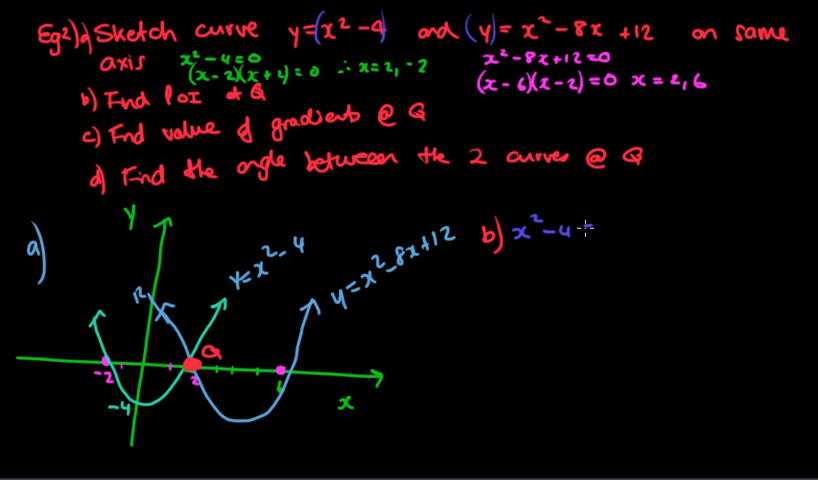 Eg2) a) Sketch curve y=(x²-4) and (y)= x²-8x+12 on same
axis x²-4=0 x²-8x+12=0
(x-2)(x+2)=0 ∴ x=2,-2 (x-6)(x-2)=0 x=2,6
b) Find PoI at Q
c) Find value of gradients @ Q
d) Find the angle between the 2 curves @ Q
a) y b) x²-4=
y=x²-4 y=x²-8x+12
12
Q
-2 2 6
-4 x